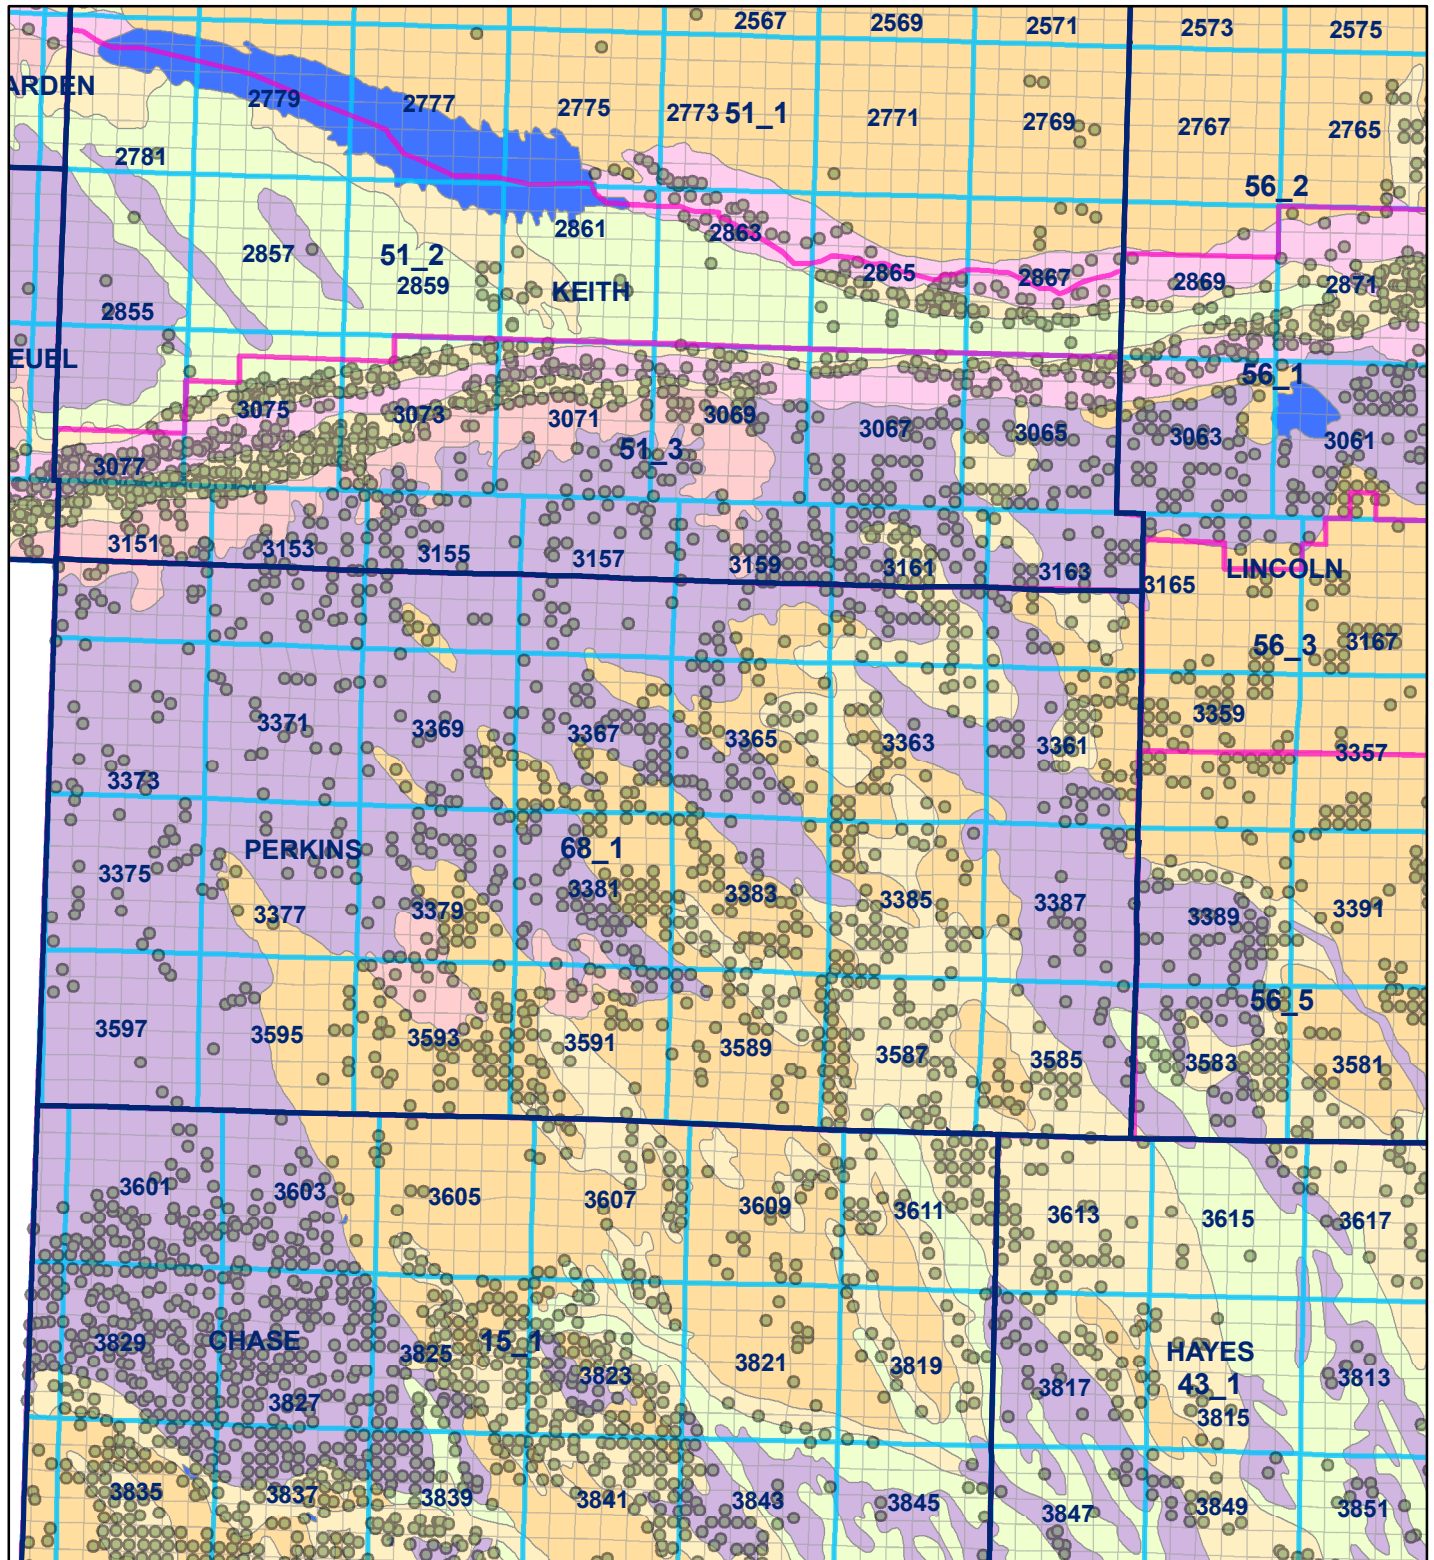 2567 2569 2571 2573 2575
ARDEN 2779 2777 2775 2773 51_1 2771 2769 2767 2765
2781 56_2
2857 51_2 2861 2863
2855 2859 KEITH 2865 2867 2869 2871
EUEL 56_1
3075 3073 3071 3069 3067 3065 3063 3061
3077 51_3
3151 3153 3155 3157 3159 3161 3163 3165 LINCOLN
56_3 3167
3371 3369 3367 3365 3363 3361 3359 3357
3373
3375 PERKINS 68_1
3377 3379 3381 3383 3385 3387 3389 3391
3597 3595 3593 3591 3589 3587 3585 56_5
3583 3581
3601 3603 3605 3607 3609 3611 3613 3615 3617
3829 CHASE 3825 15_1 3823 3821 3819 HAYES
3827 3817 43_1 3813
3815
3835 3837 3839 3841 3843 3845 3847 3849 3851